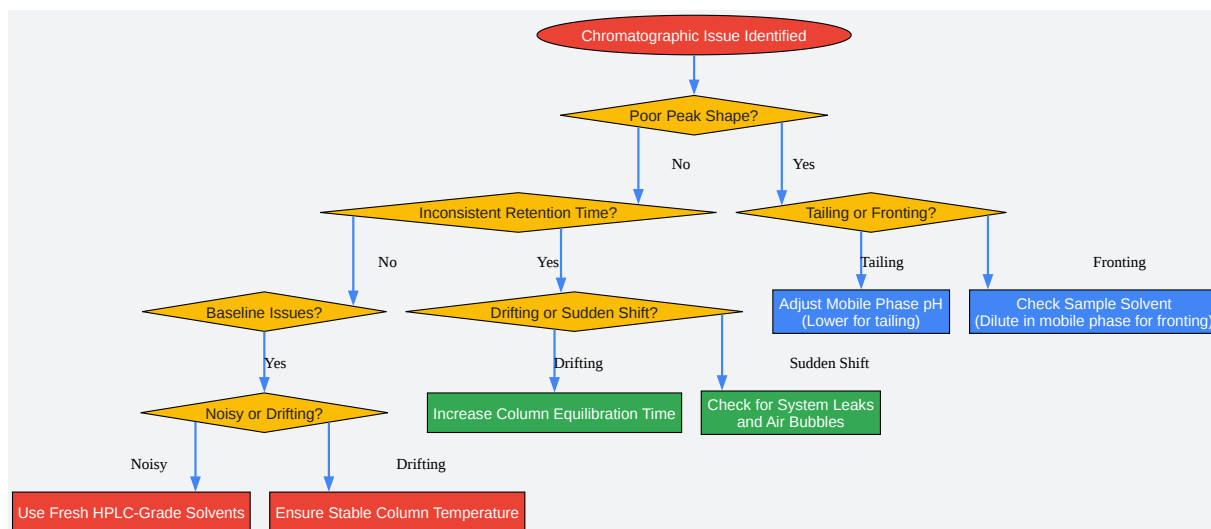 Chromatographic Issue Identified
Poor Peak Shape?
No
Yes
Inconsistent Retention Time?
Tailing or Fronting?
No
Yes
Tailing
Fronting
Baseline Issues?
Drifting or Sudden Shift?
Adjust Mobile Phase pH
(Lower for tailing)
Check Sample Solvent
(Dilute in mobile phase for fronting)
Yes
Drifting
Sudden Shift
Noisy or Drifting?
Increase Column Equilibration Time
Check for System Leaks
and Air Bubbles
Noisy
Drifting
Use Fresh HPLC-Grade Solvents
Ensure Stable Column Temperature